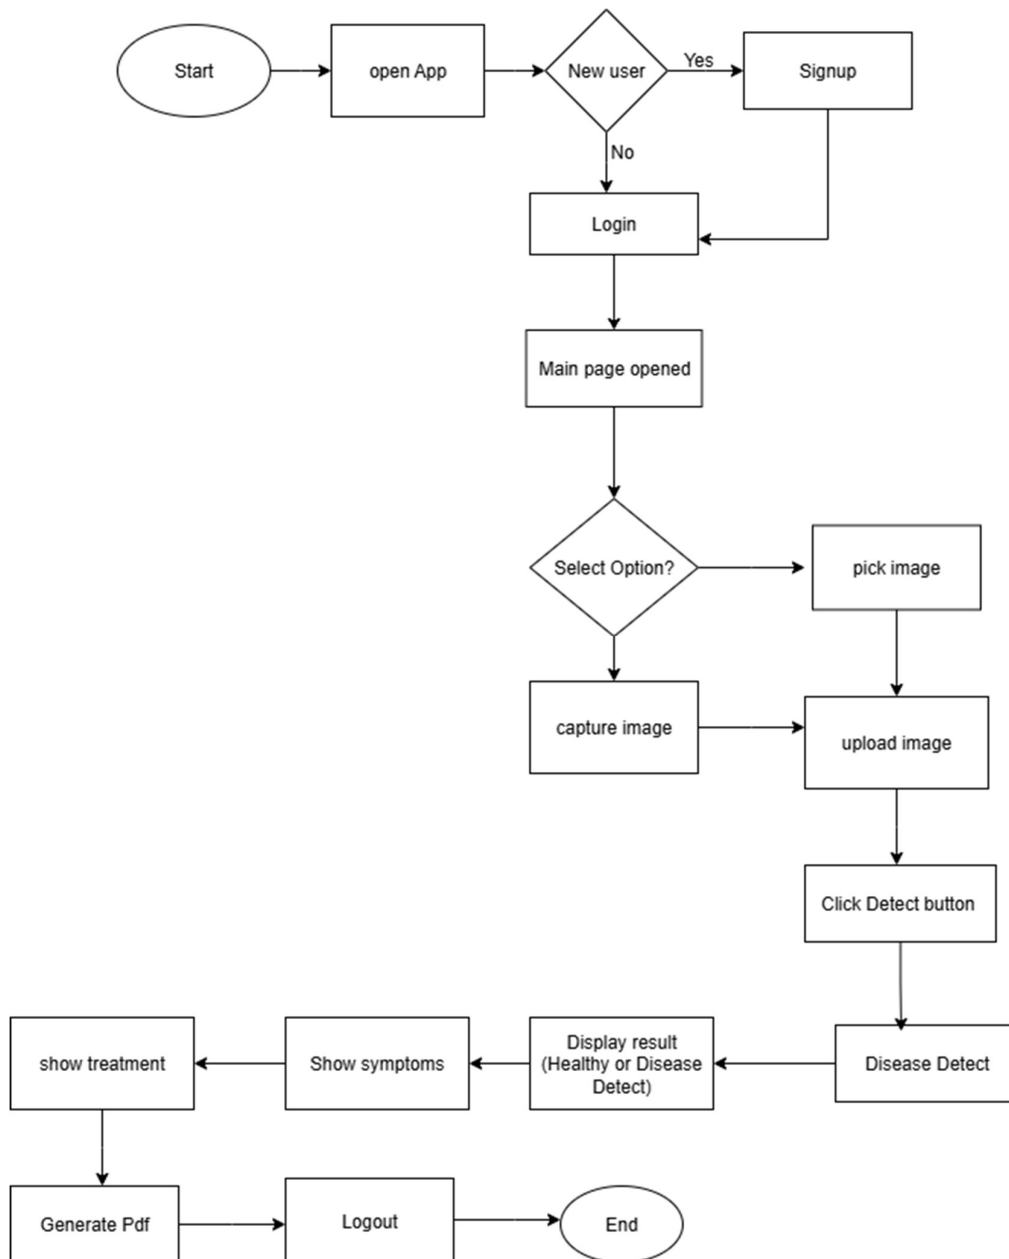 Start
open App
New user
Yes
Signup
No
Login
Main page opened
Select Option?
pick image
capture image
upload image
Click Detect button
show treatment
Show symptoms
Display result
(Healthy or Disease
Detect)
Disease Detect
Generate Pdf
Logout
End